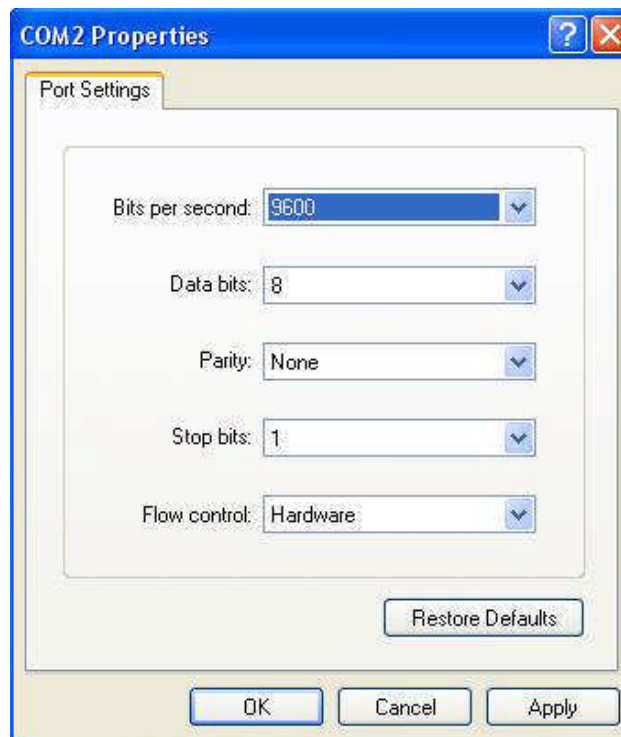 COM2 Properties
Port Settings
Bits per second: 9600
Data bits: 8
Parity: None
Stop bits: 1
Flow control: Hardware
Restore Defaults
OK Cancel Apply